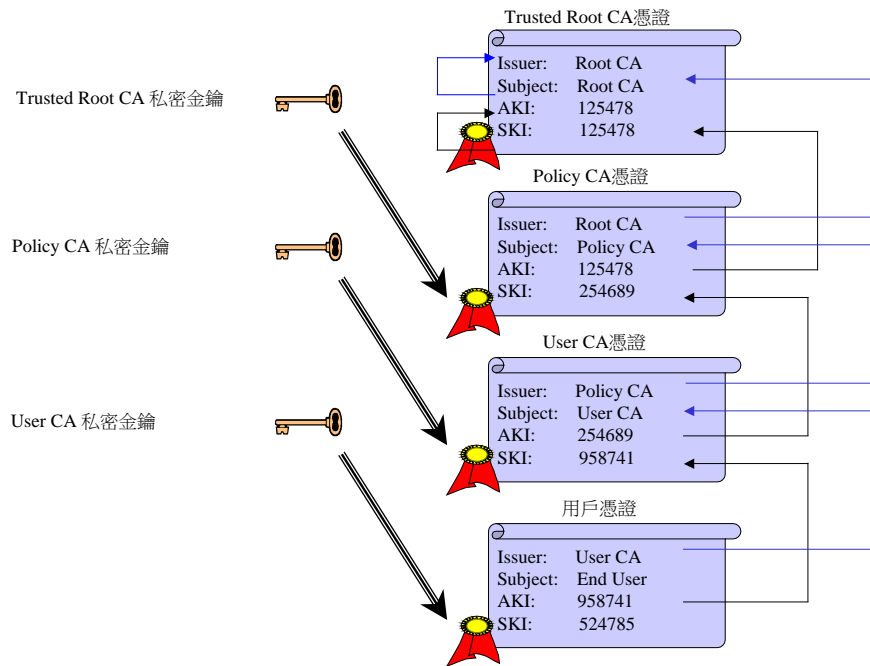 Trusted Root CA憑證
Issuer: Root CA
Subject: Root CA
AKI: 125478
SKI: 125478
Trusted Root CA 私密金鑰
Policy CA憑證
Issuer: Root CA
Subject: Policy CA
AKI: 125478
SKI: 254689
Policy CA 私密金鑰
User CA憑證
Issuer: Policy CA
Subject: User CA
AKI: 254689
SKI: 958741
User CA 私密金鑰
用戶憑證
Issuer: User CA
Subject: End User
AKI: 958741
SKI: 524785